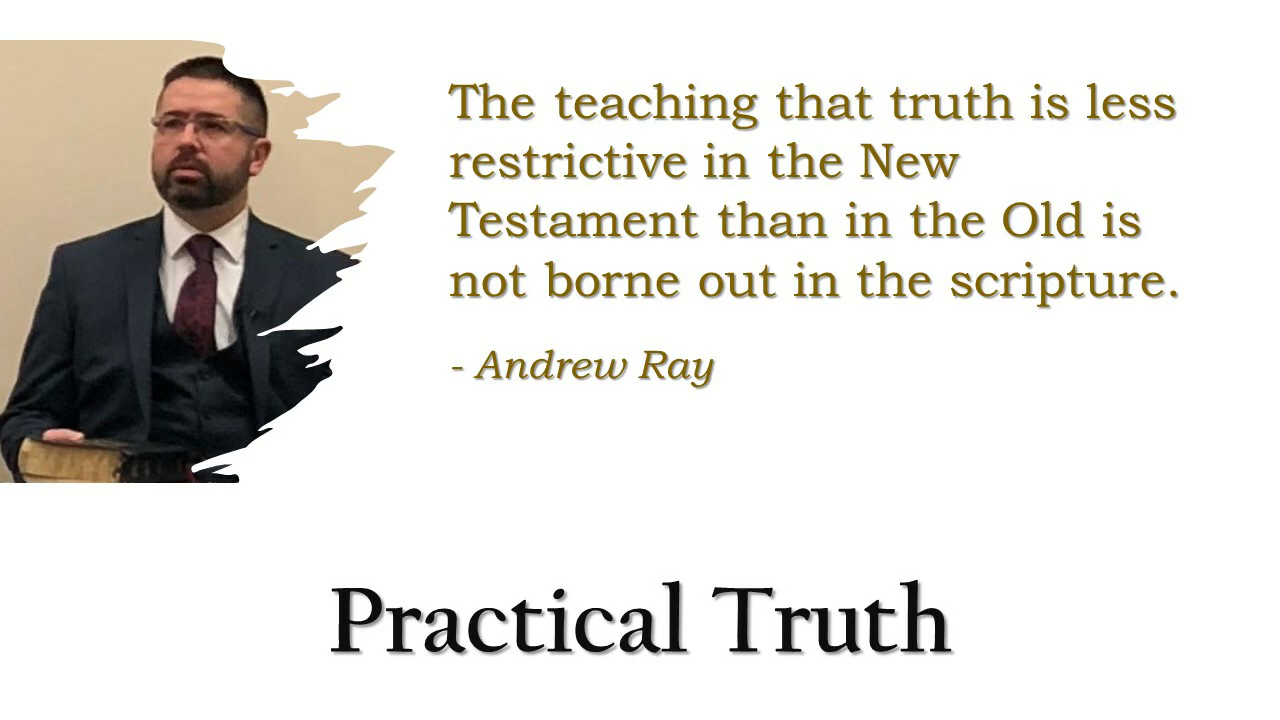 The teaching that truth is less
restrictive in the New
Testament than in the Old is
not borne out in the scripture.
- Andrew Ray
Practical Truth